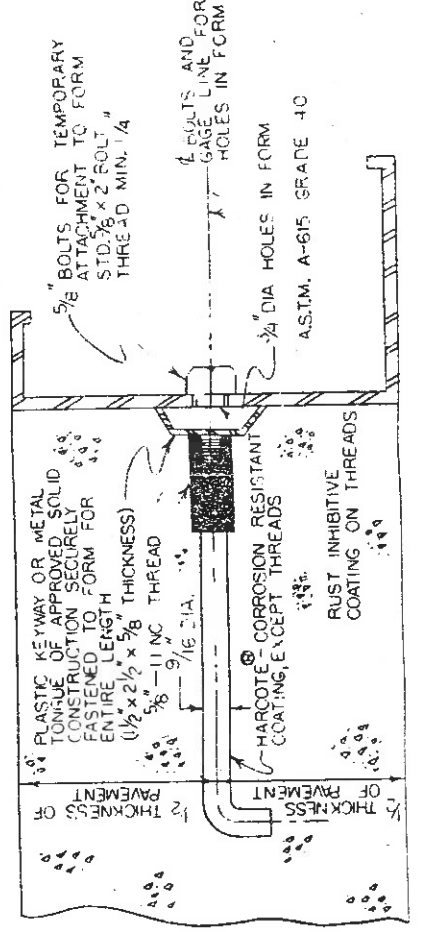 5/8" BOLTS FOR TEMPORARY
ATTACHMENT TO FORM
STD. 5/8" x 2" BOLT
THREAD MIN. 1 1/4"
℄ BOLTS AND
GAGE LINE FOR
HOLES IN FORM
3/4" DIA HOLES IN FORM
A.S.T.M. A-615 GRADE 40
PLASTIC KEYWAY OR METAL
TONGUE OF APPROVED SOLID
CONSTRUCTION SECURELY
FASTENED TO FORM FOR
ENTIRE LENGTH
(1 1/2" x 2 1/2" x 5/8" THICKNESS)
5/8" - 11 NC THREAD
9/16" DIA.
HARCOTE ® - CORROSION RESISTANT
COATING, EXCEPT THREADS
RUST INHIBITIVE
COATING ON THREADS
1/2 THICKNESS OF
PAVEMENT
1/2 THICKNESS
OF PAVEMENT